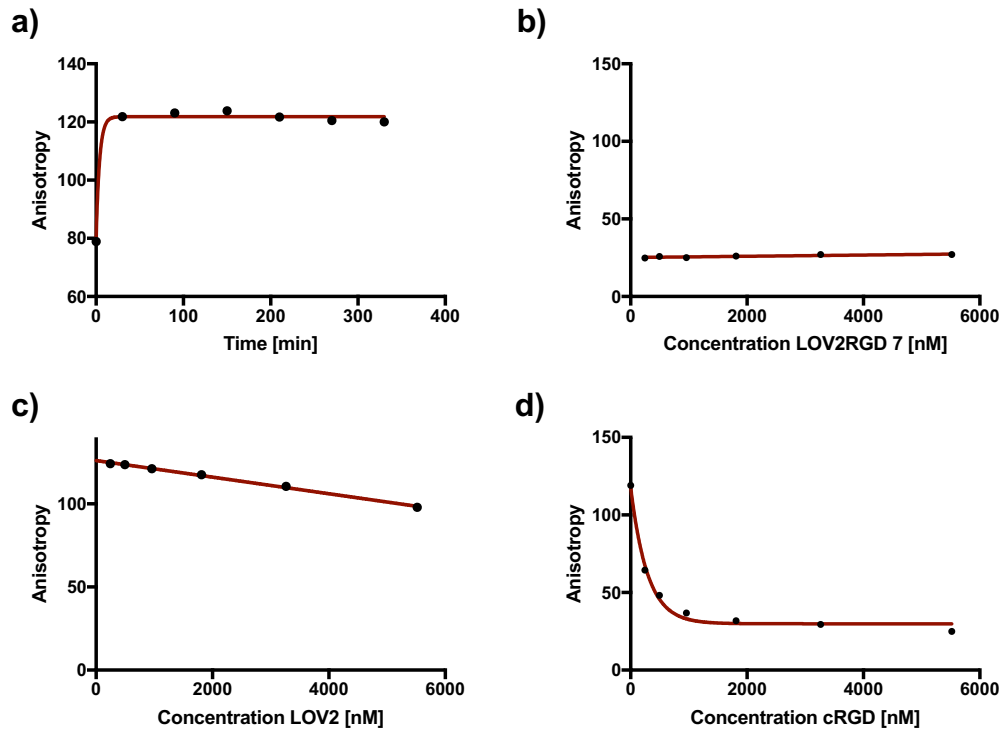 a)
140
120
100
80
60
Anisotropy
0
100
200
300
400
Time [min]
b)
150
100
50
0
Anisotropy
0
2000
4000
6000
Concentration LOV2RGD 7 [nM]
c)
100
50
0
Anisotropy
0
2000
4000
6000
Concentration LOV2 [nM]
d)
150
100
50
0
Anisotropy
0
2000
4000
6000
Concentration cRGD [nM]